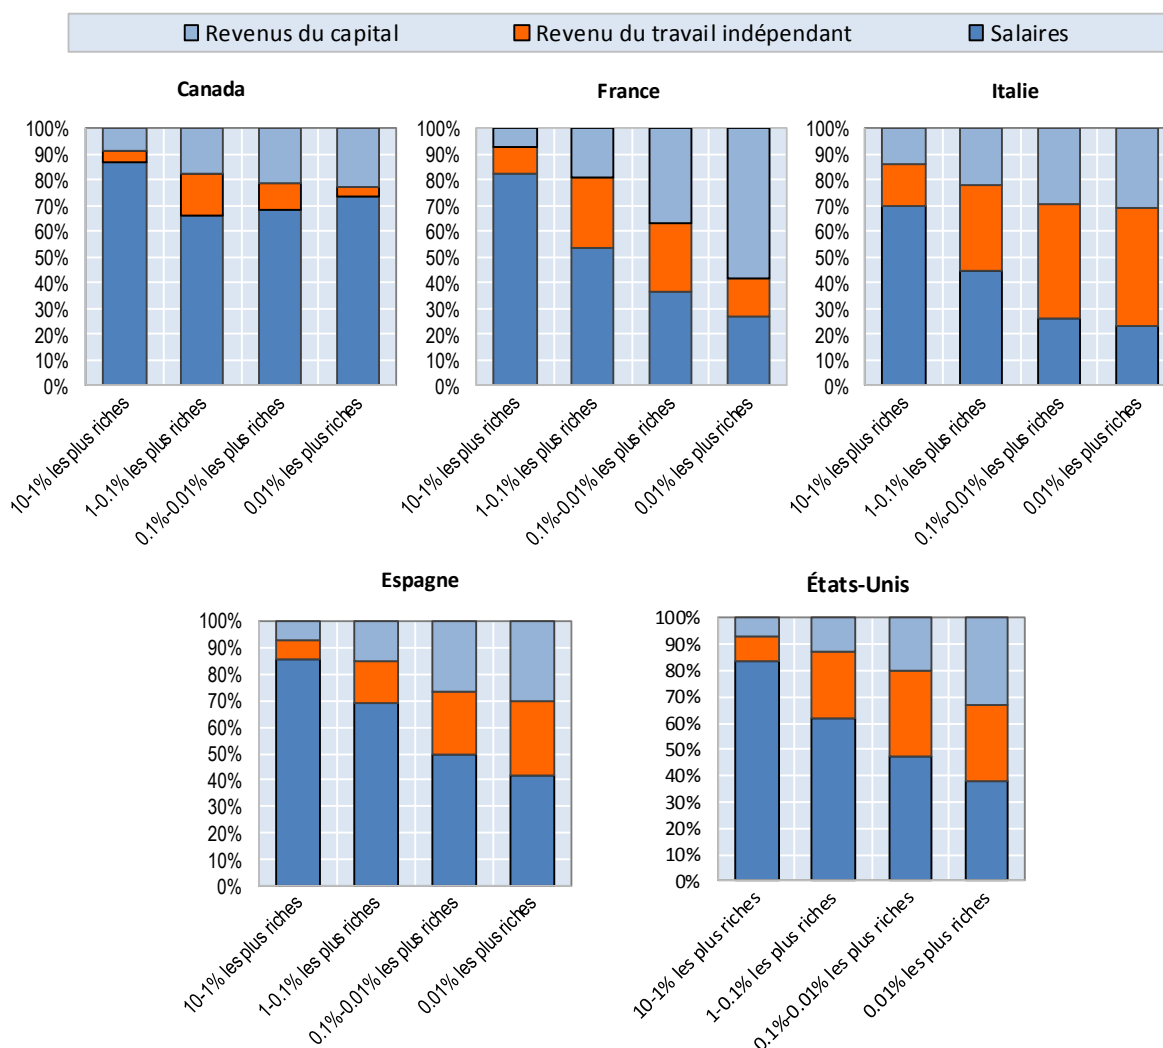 Revenus du capital Revenu du travail indépendant Salaires
Canada
100%
90%
80%
70%
60%
50%
40%
30%
20%
10%
0%
10-1% les plus riches
1-0.1% les plus riches
0.1%-0.01% les plus riches
0.01% les plus riches
France
100%
90%
80%
70%
60%
50%
40%
30%
20%
10%
0%
10-1% les plus riches
1-0.1% les plus riches
0.1%-0.01% les plus riches
0.01% les plus riches
Italie
100%
90%
80%
70%
60%
50%
40%
30%
20%
10%
0%
10-1% les plus riches
1-0.1% les plus riches
0.1%-0.01% les plus riches
0.01% les plus riches
Espagne
100%
90%
80%
70%
60%
50%
40%
30%
20%
10%
0%
10-1% les plus riches
1-0.1% les plus riches
0.1%-0.01% les plus riches
0.01% les plus riches
États-Unis
100%
90%
80%
70%
60%
50%
40%
30%
20%
10%
0%
10-1% les plus riches
1-0.1% les plus riches
0.1%-0.01% les plus riches
0.01% les plus riches